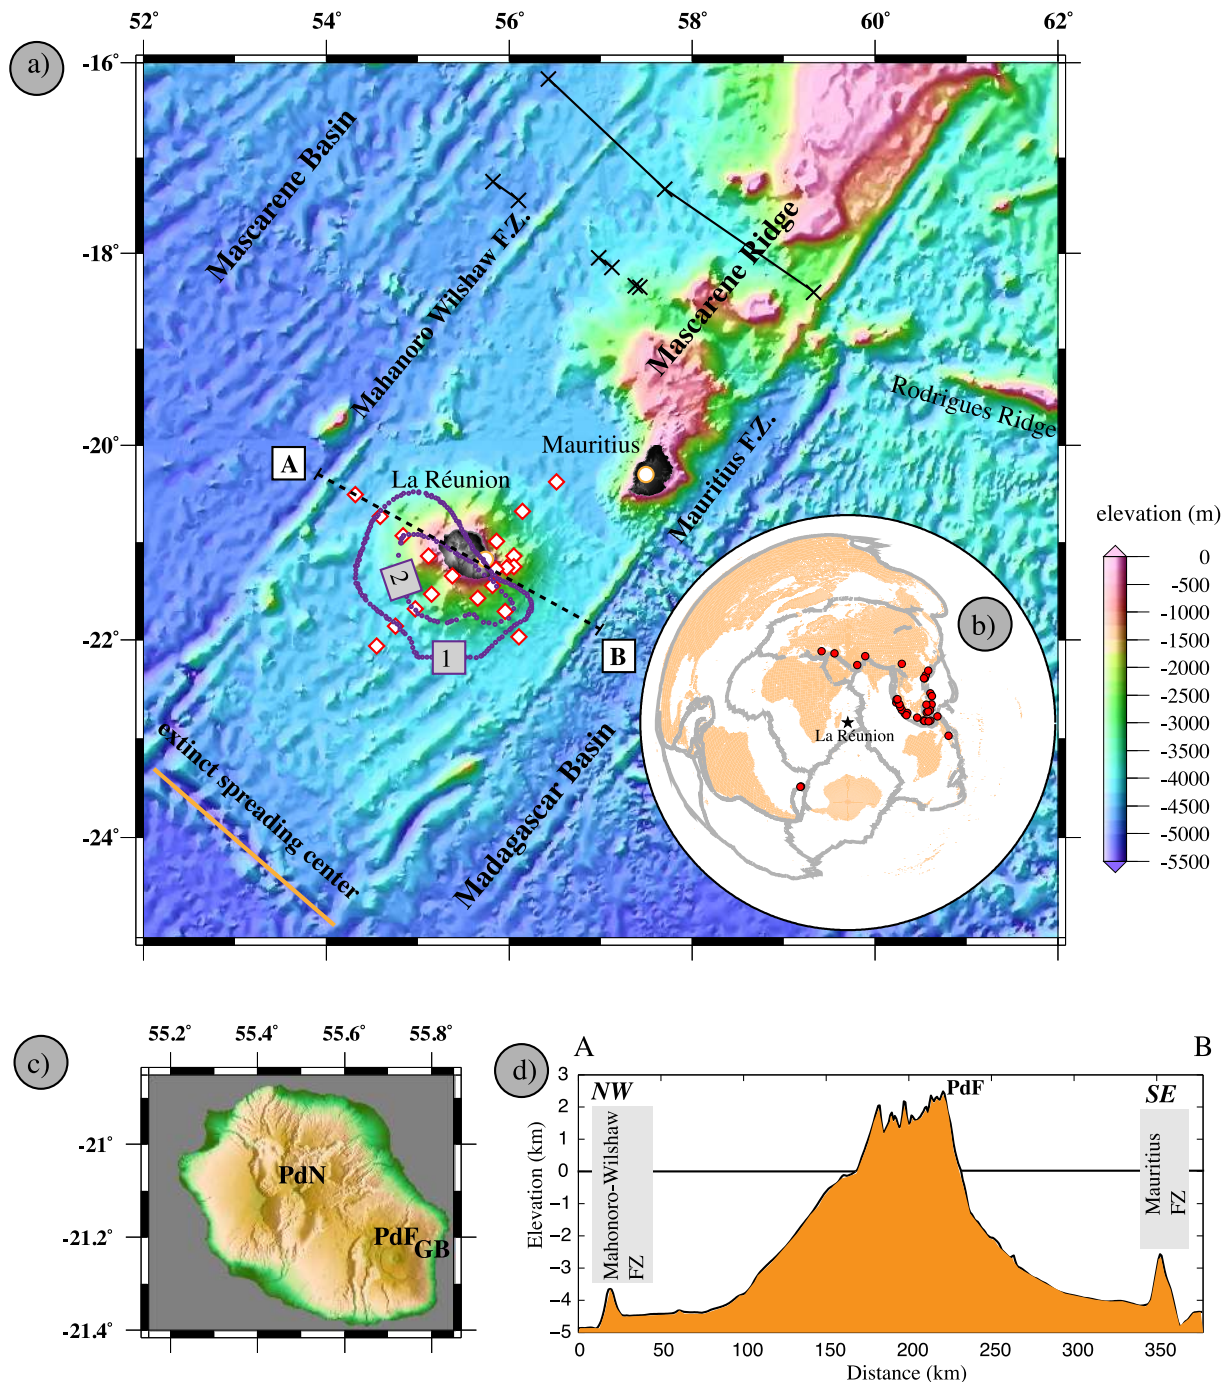 52˚ 54˚ 56˚ 58˚ 60˚ 62˚
a)
-16˚
-18˚
-20˚
-22˚
-24˚
Mascarene Basin
Mahanoro Wilshaw F.Z.
Mascarene Ridge
Rodrigues Ridge
Mauritius
Mauritius F.Z.
A
La Réunion
2
1
B
extinct spreading center
Madagascar Basin
b)
La Réunion
elevation (m)
0
-500
-1000
-1500
-2000
-2500
-3000
-3500
-4000
-4500
-5000
-5500
c)
55.2˚ 55.4˚ 55.6˚ 55.8˚
-21˚
-21.2˚
-21.4˚
PdN
PdF
GB
d)
A B
NW
PdF
SE
Mahonoro-Wilshaw
FZ
Mauritius
FZ
Elevation (km)
3
2
1
0
−1
−2
−3
−4
−5
0 50 100 150 200 250 300 350
Distance (km)